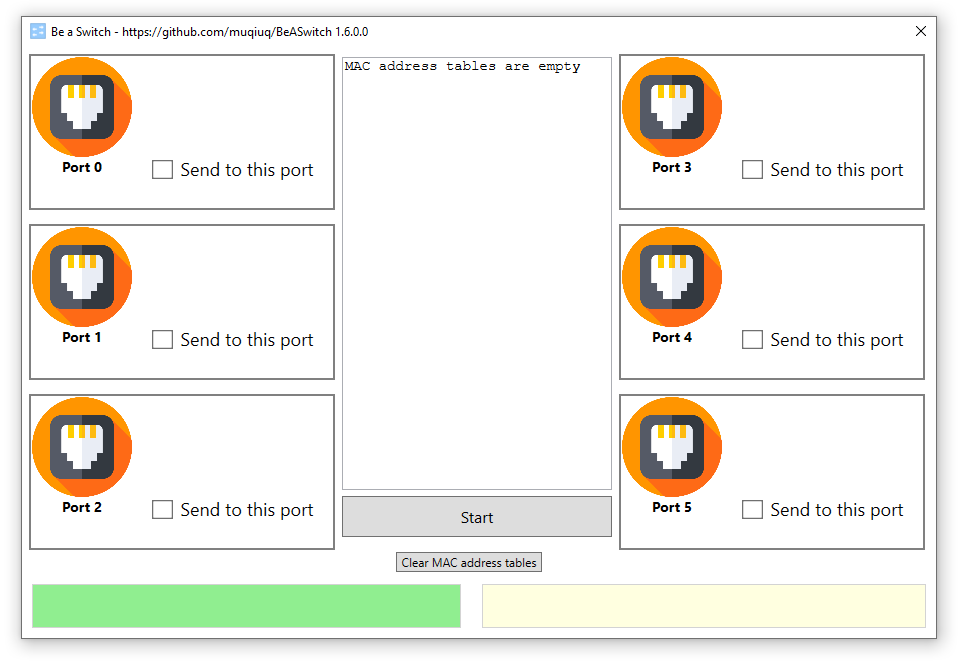 Be a Switch - https://github.com/muqiuq/BeASwitch 1.6.0.0
MAC address tables are empty
Port 0
Send to this port
Port 1
Send to this port
Port 2
Send to this port
Port 3
Send to this port
Port 4
Send to this port
Port 5
Send to this port
Start
Clear MAC address tables